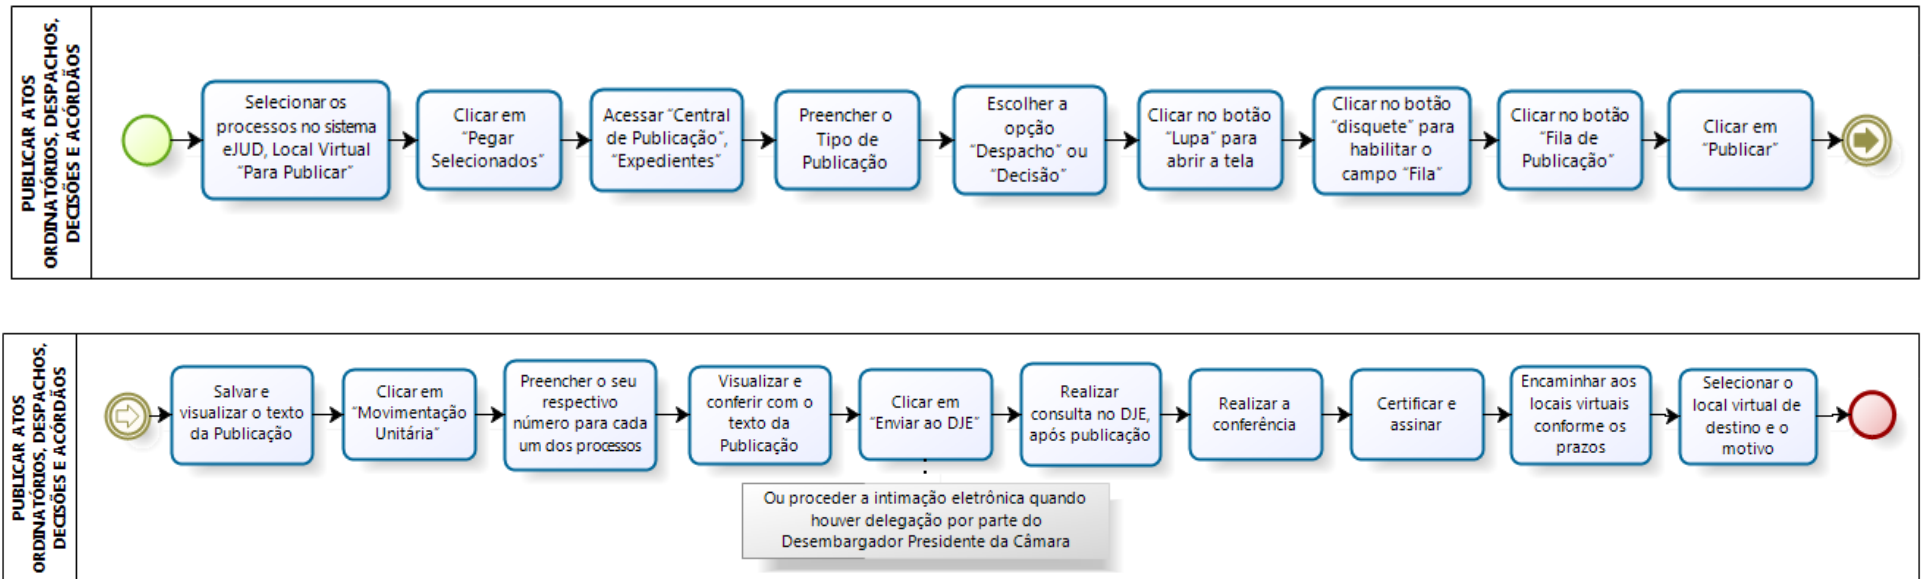 PUBLICAR ATOS
ORDINATÓRIOS, DESPACHOS,
DECISÕES E ACÓRDÃOS
Selecionar os
processos no sistema
eJUD, Local Virtual
“Para Publicar”
Clicar em
“Pegar
Selecionados”
Acessar “Central
de Publicação”,
“Expedientes”
Preencher o
Tipo de
Publicação
Escolher a
opção
“Despacho” ou
“Decisão”
Clicar no botão
“Lupa” para
abrir a tela
Clicar no botão
“disquete” para
habilitar o
campo “Fila”
Clicar no botão
“Fila de
Publicação”
Clicar em
“Publicar”
PUBLICAR ATOS
ORDINATÓRIOS, DESPACHOS,
DECISÕES E ACÓRDÃOS
Salvar e
visualizar o texto
da Publicação
Clicar em
“Movimentação
Unitária”
Preencher o seu
respectivo
número para cada
um dos processos
Visualizar e
conferir com o
texto da
Publicação
Clicar em
“Enviar ao DJE”
Realizar
consulta no DJE,
após publicação
Realizar a
conferência
Certificar e
assinar
Encaminhar aos
locais virtuais
conforme os
prazos
Selecionar o
local virtual de
destino e o
motivo
Ou proceder a intimação eletrônica quando
houver delegação por parte do
Desembargador Presidente da Câmara